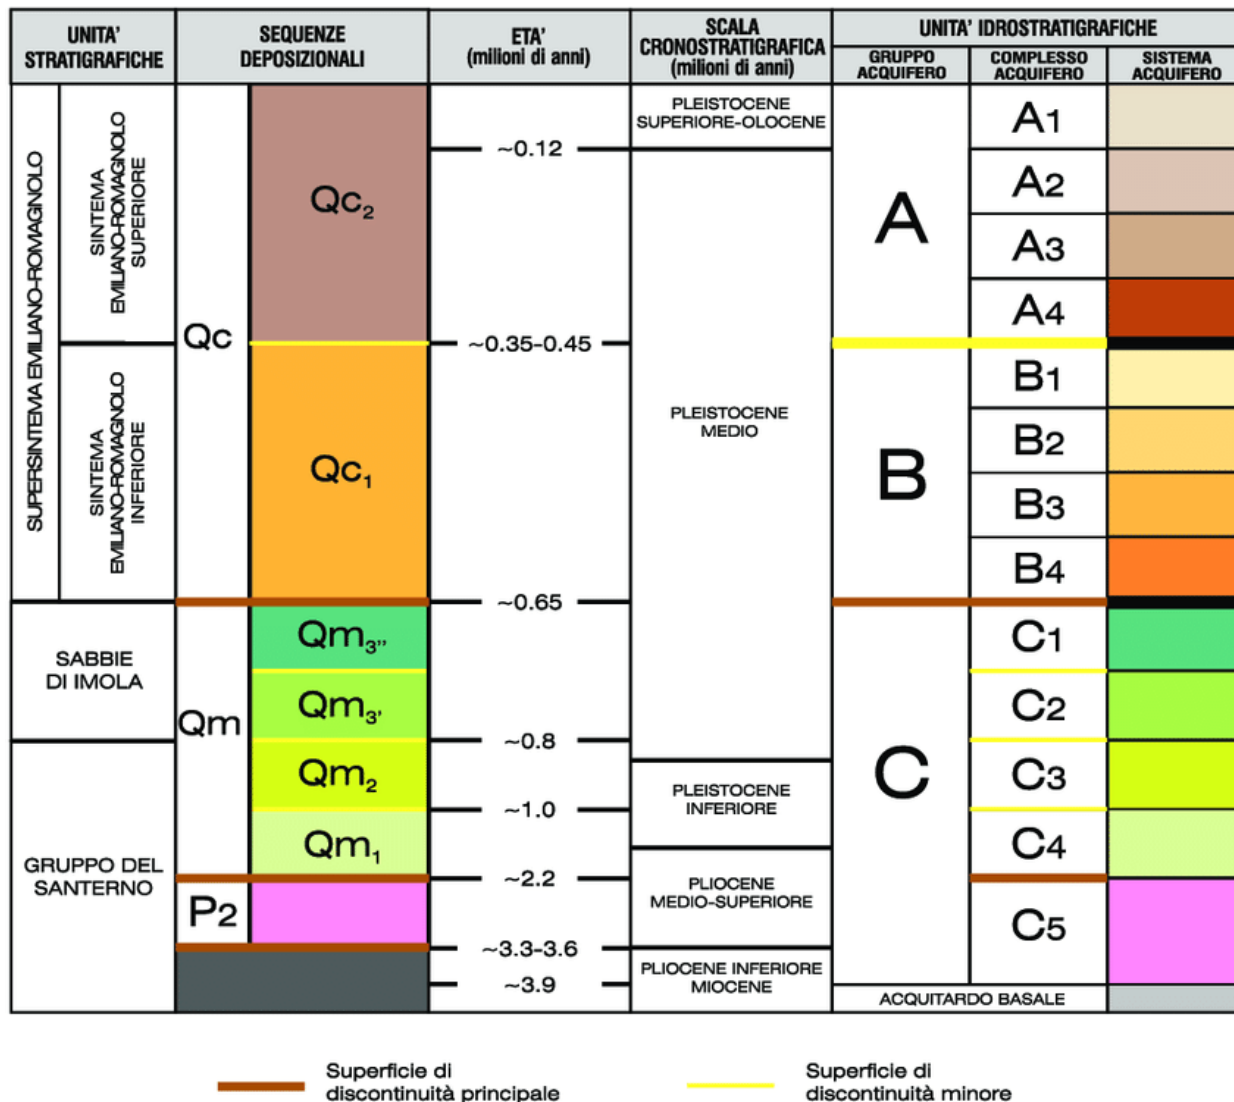 UNITA'
STRATIGRAFICHE
SEQUENZE
DEPOSIZIONALI
ETA'
(milioni di anni)
SCALA
CRONOSTRATIGRAFICA
(milioni di anni)
UNITA' IDROSTRATIGRAFICHE
GRUPPO
ACQUIFERO
COMPLESSO
ACQUIFERO
SISTEMA
ACQUIFERO
SUPERSINTEMA EMILIANO-ROMAGNOLO
SINTEMA
EMILIANO-ROMAGNOLO
SUPERIORE
SINTEMA
EMILIANO-ROMAGNOLO
INFERIORE
SABBIE
DI IMOLA
GRUPPO DEL
SANTERNO
Qc
Qm
P2
Qc2
Qc1
Qm3''
Qm3'
Qm2
Qm1
~0.12
~0.35-0.45
~0.65
~0.8
~1.0
~2.2
~3.3-3.6
~3.9
PLEISTOCENE
SUPERIORE-OLOCENE
PLEISTOCENE
MEDIO
PLEISTOCENE
INFERIORE
PLIOCENE
MEDIO-SUPERIORE
PLIOCENE INFERIORE
MIOCENE
A
B
C
A1
A2
A3
A4
B1
B2
B3
B4
C1
C2
C3
C4
C5
ACQUITARDO BASALE
Superficie di
discontinuità principale
Superficie di
discontinuità minore